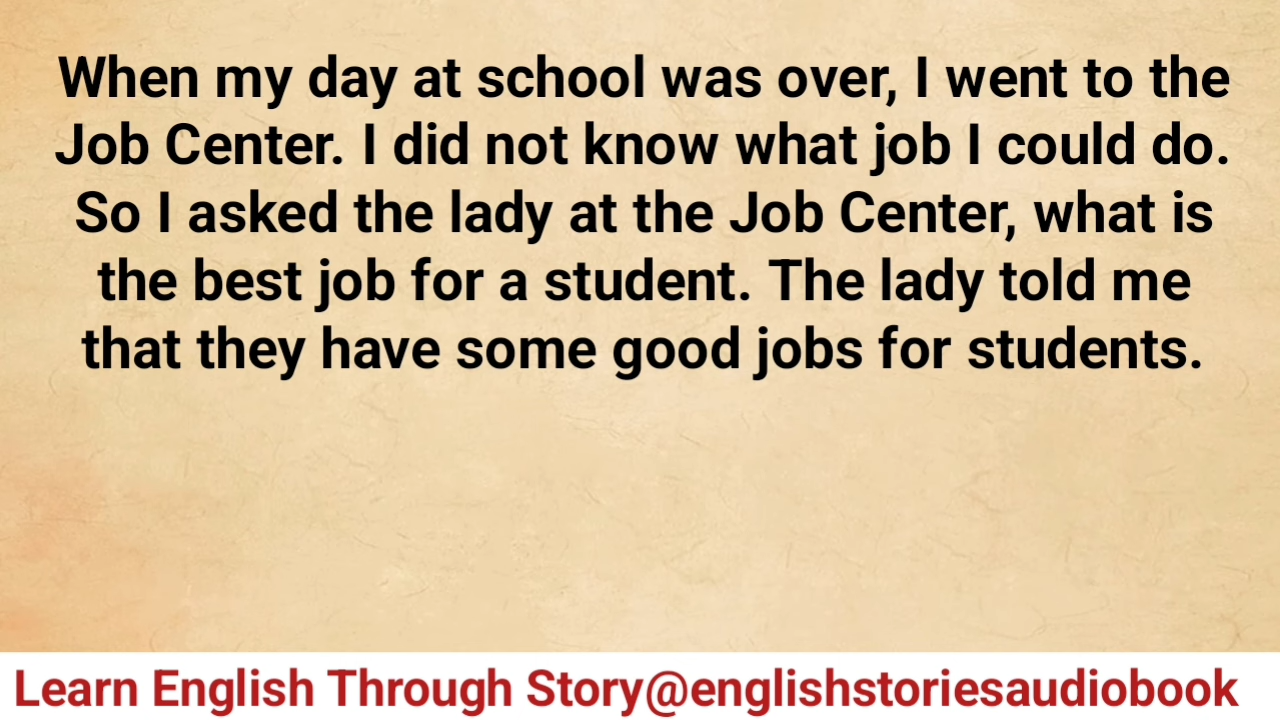 When my day at school was over, I went to the
Job Center. I did not know what job I could do.
So I asked the lady at the Job Center, what is
the best job for a student. The lady told me
that they have some good jobs for students.
Learn English Through Story@englishstoriesaudiobook